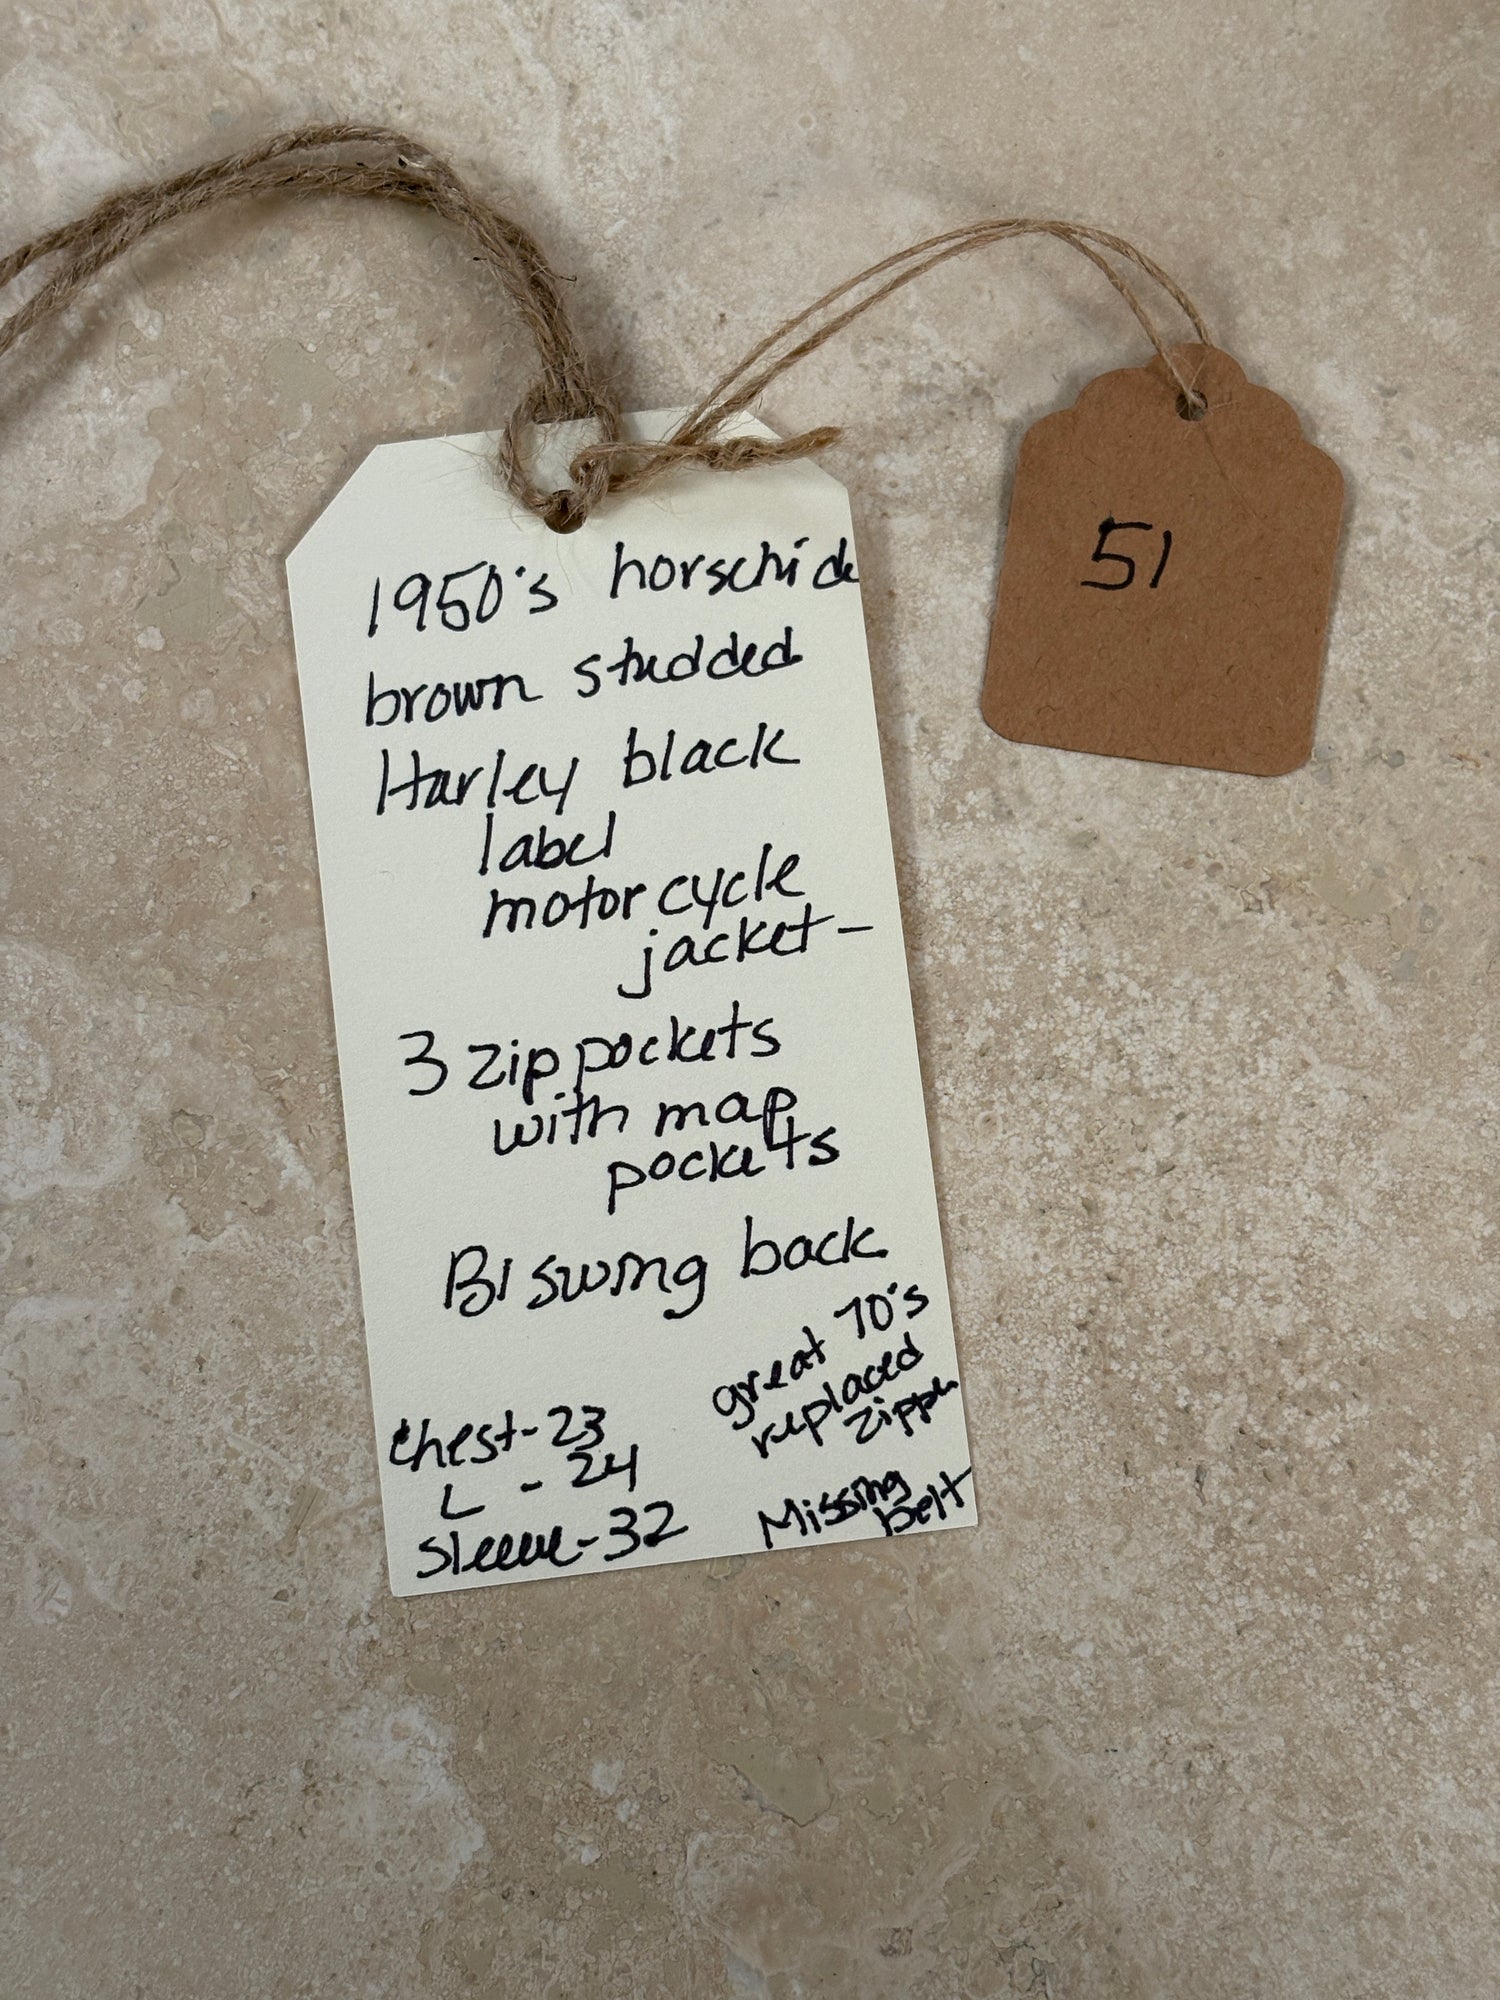 1950's horsehide
brown studded
Harley black
label
motorcycle
jacket-
3 zip pockets
with map
pockets
Bi swing back
great 70's
replaced
zipper
Chest-23
L - 24
Sleeve-32
Missing
belt
51